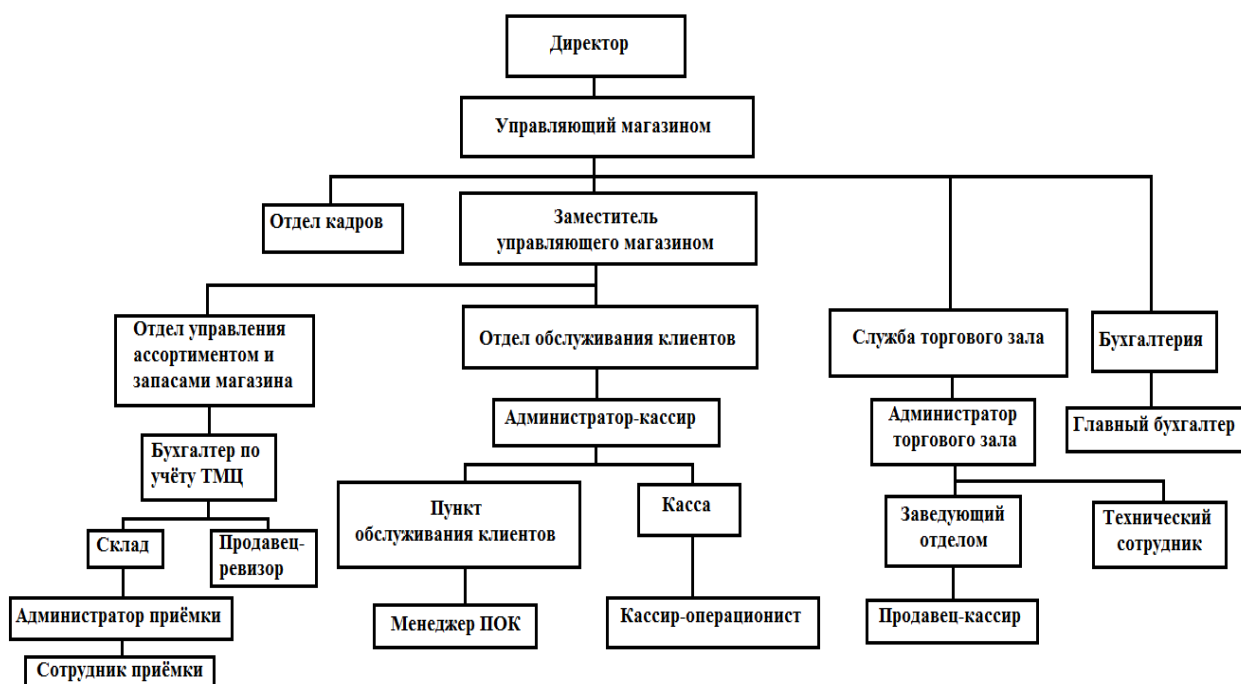 Директор
Управляющий магазином
Отдел кадров
Заместитель
управляющего магазином
Отдел управления
ассортиментом и
запасами магазина
Отдел обслуживания клиентов
Служба торгового зала
Бухгалтерия
Администратор-кассир
Администратор
торгового зала
Главный бухгалтер
Бухгалтер по
учёту ТМЦ
Пункт
обслуживания клиентов
Касса
Заведующий
отделом
Технический
сотрудник
Склад
Продавец-
ревизор
Администратор приёмки
Менеджер ПОК
Кассир-операционист
Продавец-кассир
Сотрудник приёмки